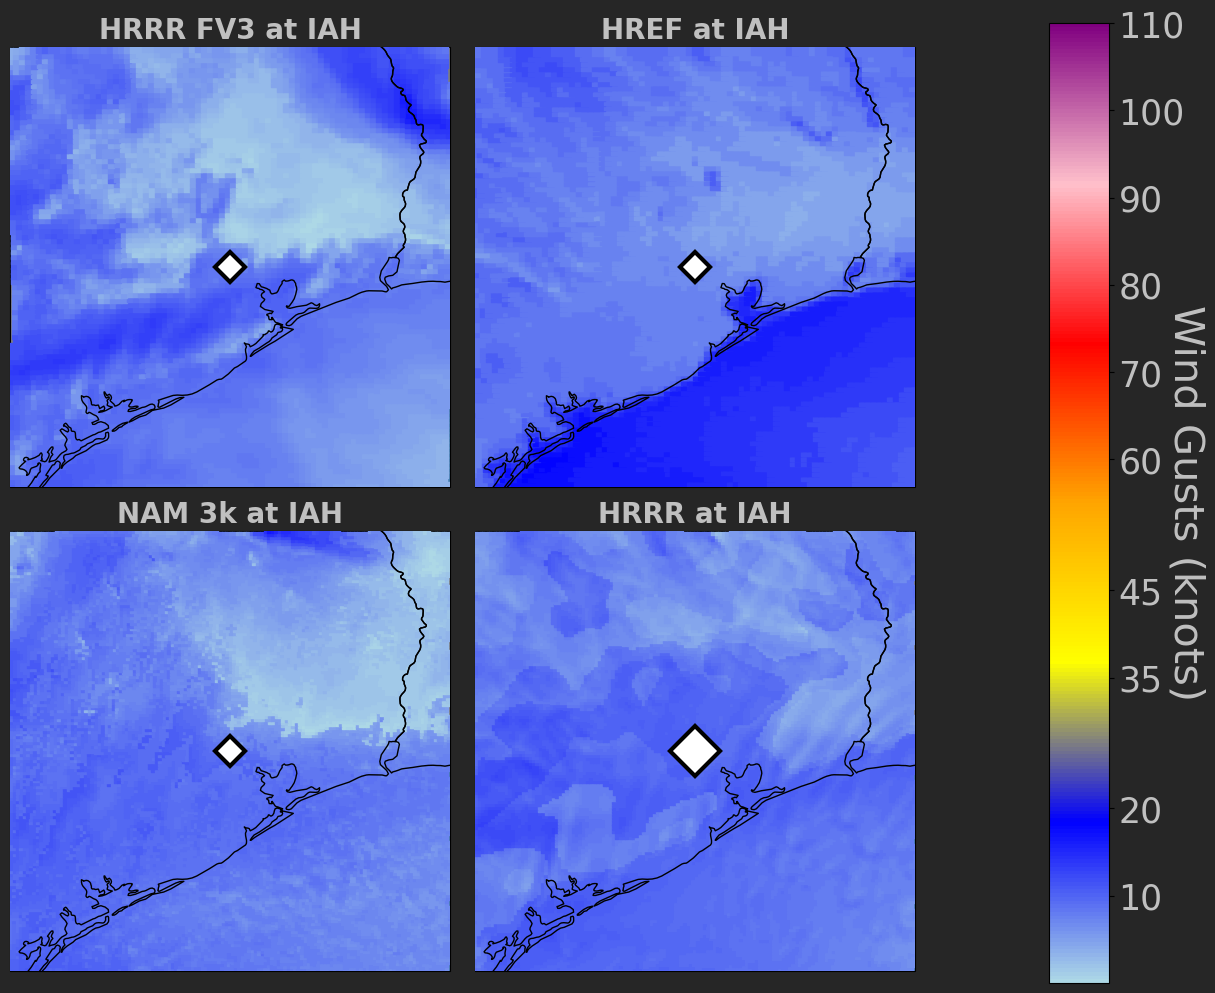 HRRR FV3 at IAH
HREF at IAH
NAM 3k at IAH
HRRR at IAH
110
100
90
80
70
60
45
35
20
10
Wind Gusts (knots)